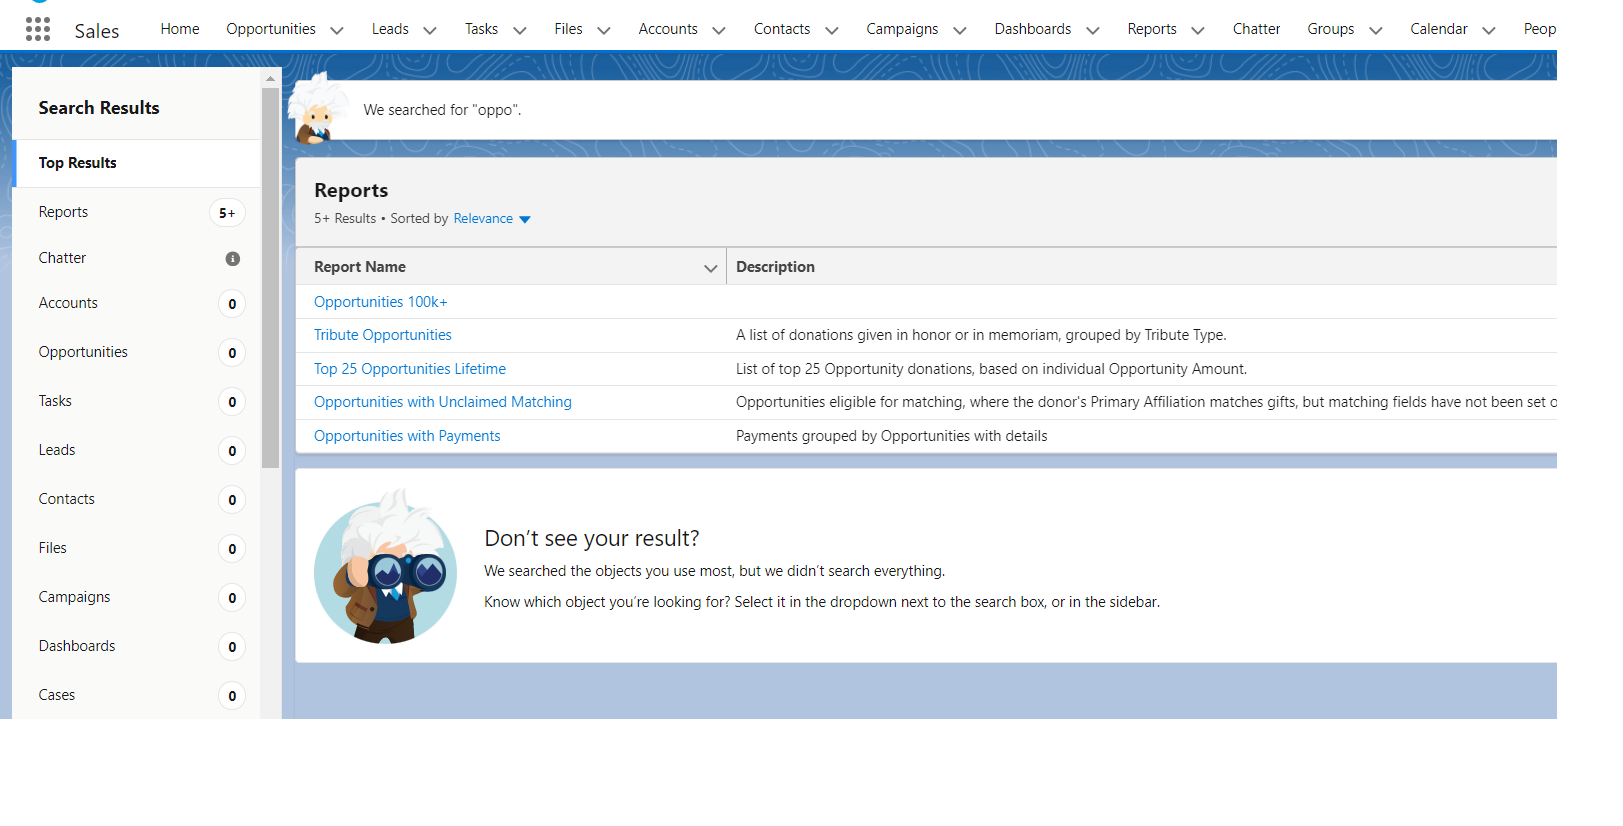 Sales Home Opportunities Leads Tasks Files Accounts Contacts Campaigns Dashboards Reports Chatter Groups Calendar Peop
Search Results
Top Results
Reports 5+
Chatter
Accounts 0
Opportunities 0
Tasks 0
Leads 0
Contacts 0
Files 0
Campaigns 0
Dashboards 0
Cases 0
We searched for "oppo".
Reports
5+ Results • Sorted by Relevance
Report Name Description
Opportunities 100k+
Tribute Opportunities A list of donations given in honor or in memoriam, grouped by Tribute Type.
Top 25 Opportunities Lifetime List of top 25 Opportunity donations, based on individual Opportunity Amount.
Opportunities with Unclaimed Matching Opportunities eligible for matching, where the donor's Primary Affiliation matches gifts, but matching fields have not been set o
Opportunities with Payments Payments grouped by Opportunities with details
Don't see your result?
We searched the objects you use most, but we didn't search everything.
Know which object you're looking for? Select it in the dropdown next to the search box, or in the sidebar.